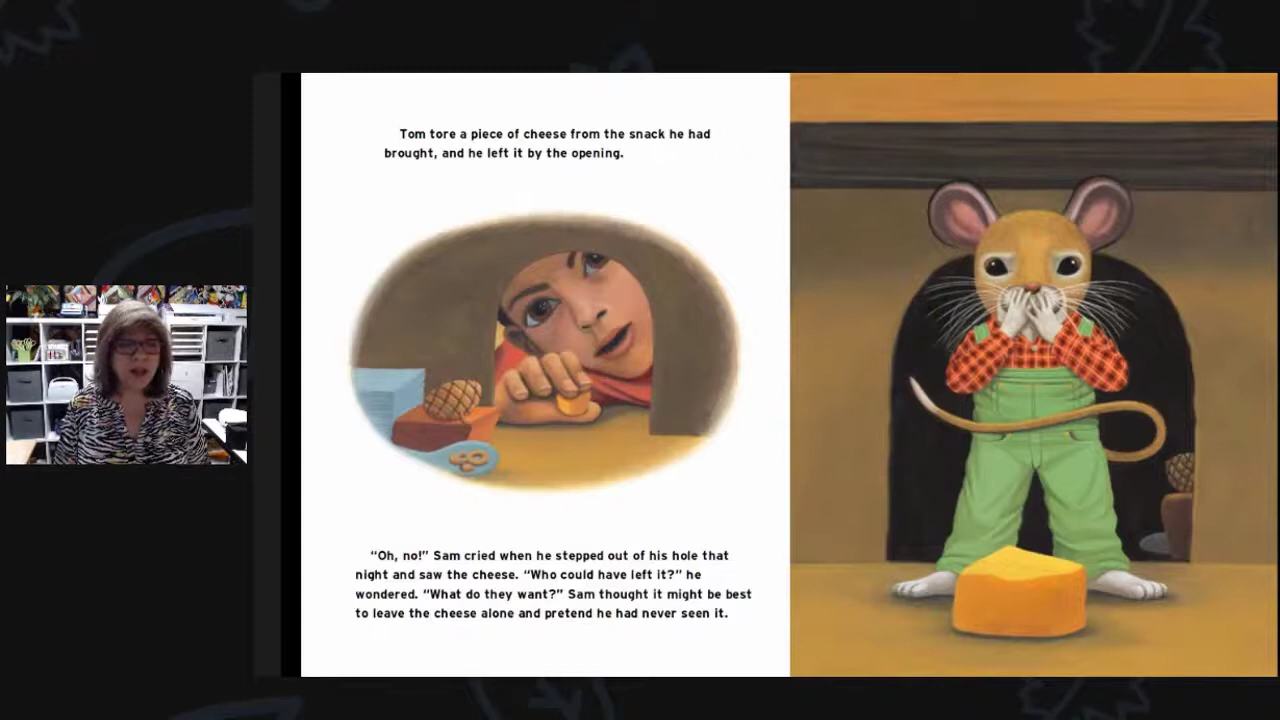 Tom tore a piece of cheese from the snack he had
brought, and he left it by the opening.
“Oh, no!” Sam cried when he stepped out of his hole that
night and saw the cheese. “Who could have left it?” he
wondered. “What do they want?” Sam thought it might be best
to leave the cheese alone and pretend he had never seen it.